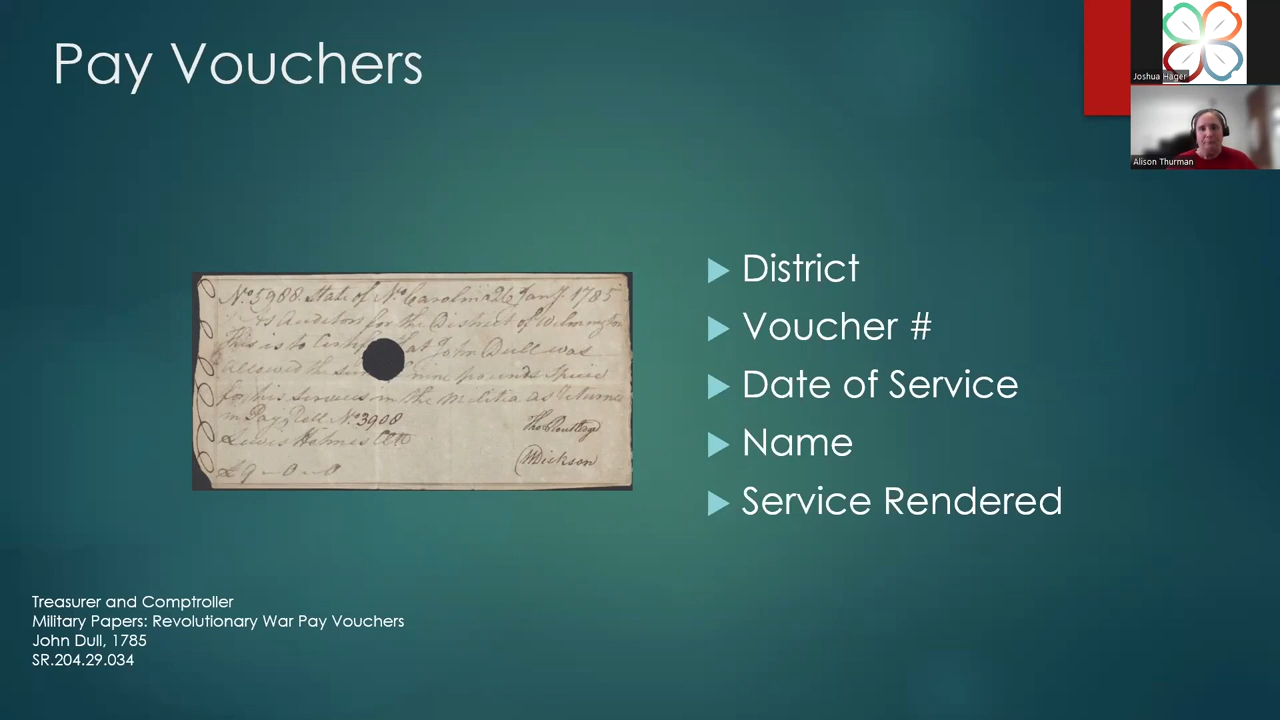 Pay Vouchers
Joshua Hager
Alison Thurman
No. 5988 State of No. Carolina 26 Jany. 1785
Auditors for the District of Wilmington
This is to Certify that John Dull was
Allowed the sum nine pounds Specie
for his services in the Militia as
in Pay Roll No. 3908
Lewis Holmes
Tho Routledge
WDickson
£9-0-0
District
Voucher #
Date of Service
Name
Service Rendered
Treasurer and Comptroller
Military Papers: Revolutionary War Pay Vouchers
John Dull, 1785
SR.204.29.034